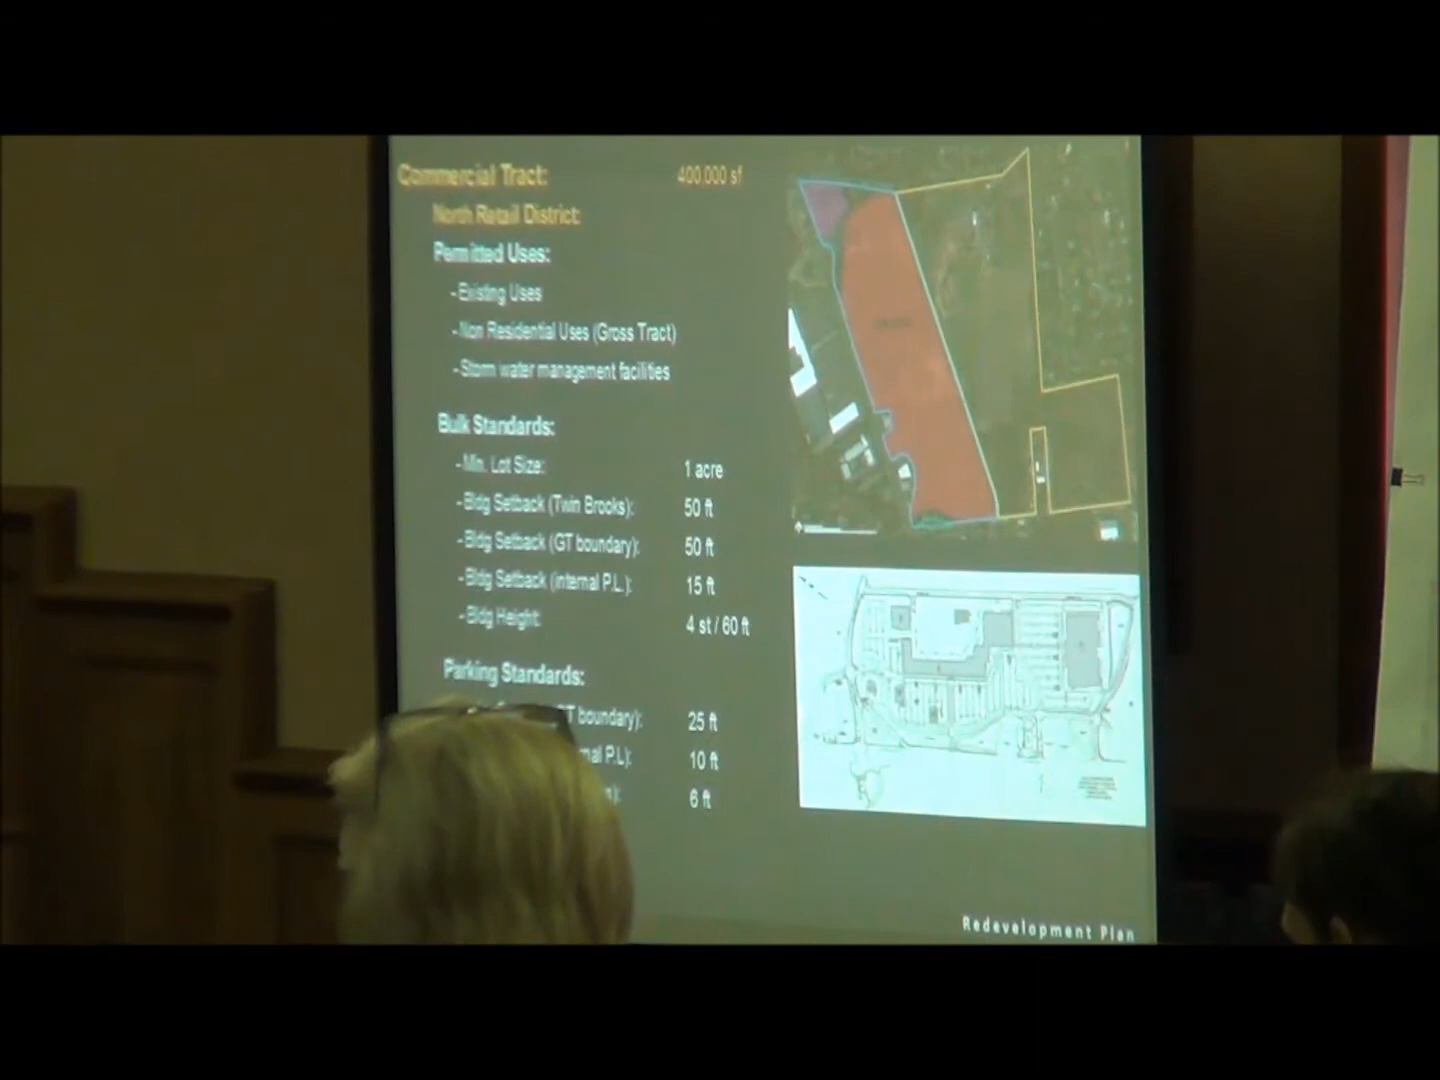 Commercial Tract: 400,000 sf
North Retail District:
Permitted Uses:
- Existing Uses
- Non Residential Uses (Gross Tract)
- Storm water management facilities
Bulk Standards:
- Min. Lot Size: 1 acre
- Bldg Setback (Twin Brooks): 50 ft
- Bldg Setback (GT boundary): 50 ft
- Bldg Setback (internal P.L.): 15 ft
- Bldg Height: 4 st / 60 ft
Parking Standards:
boundary): 25 ft
P.L): 10 ft
6 ft
Redevelopment Plan